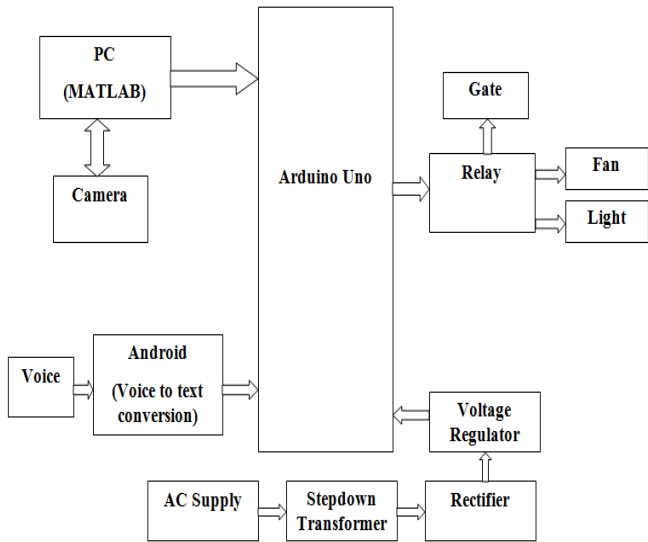 PC
(MATLAB)
Camera
Arduino Uno
Gate
Relay
Fan
Light
Voice
Android
(Voice to text
conversion)
Voltage
Regulator
AC Supply
Stepdown
Transformer
Rectifier